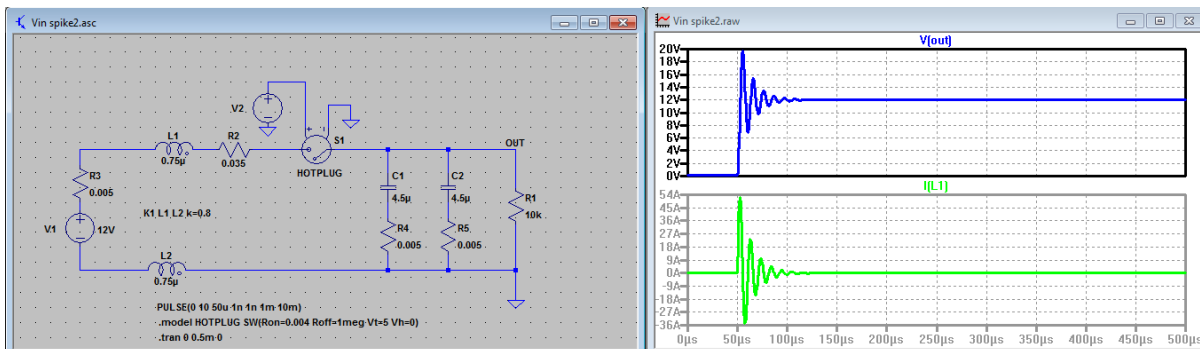 Vin spike2.asc
V2
L1
0.75µ
R2
0.035
+
-
S1
HOTPLUG
OUT
R3
0.005
V1
12V
K1 L1 L2 k=0.8
C1
4.5µ
C2
4.5µ
R1
10k
R4
0.005
R5
0.005
L2
0.75µ
PULSE(0 10 50u 1n 1n 1m 10m)
.model HOTPLUG SW(Ron=0.004 Roff=1meg Vt=5 Vh=0)
.tran 0 0.5m 0
Vin spike2.raw
V(out)
20V
18V
16V
14V
12V
10V
8V
6V
4V
2V
0V
I(L1)
54A
45A
36A
27A
18A
9A
0A
-9A
-18A
-27A
-36A
0µs 50µs 100µs 150µs 200µs 250µs 300µs 350µs 400µs 450µs 500µs